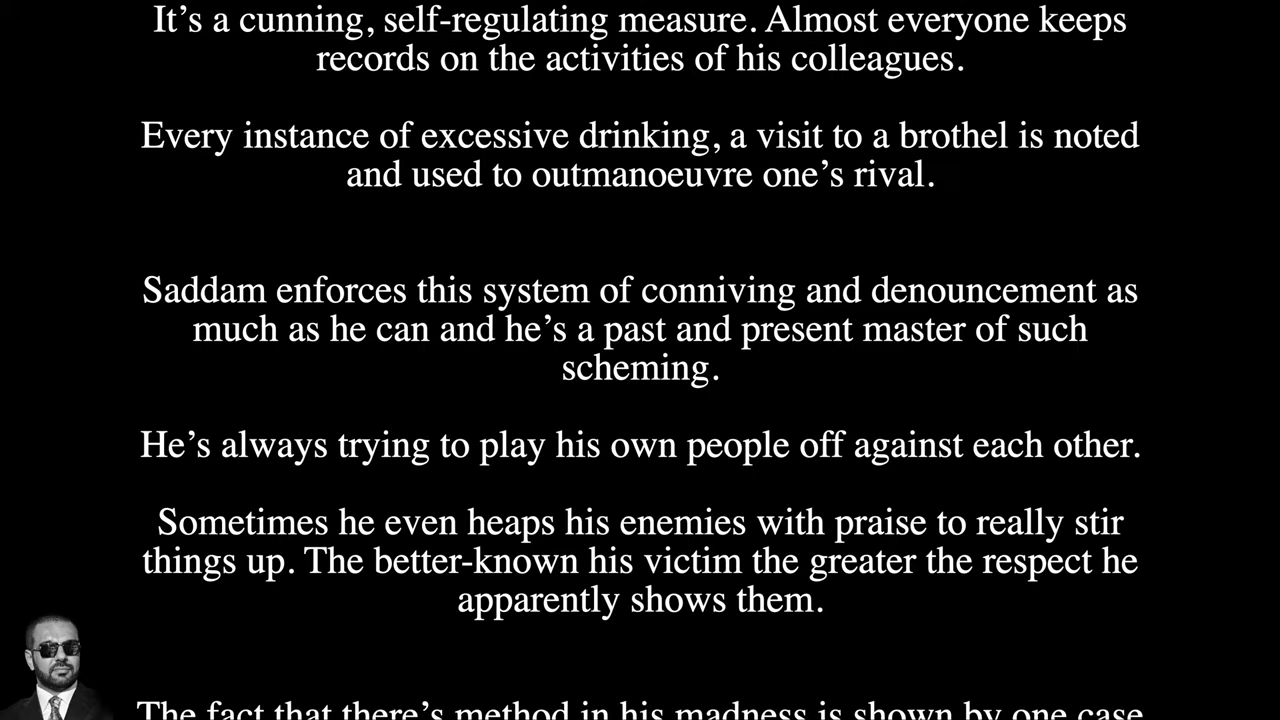 It’s a cunning, self-regulating measure. Almost everyone keeps
records on the activities of his colleagues.
Every instance of excessive drinking, a visit to a brothel is noted
and used to outmanoeuvre one’s rival.
Saddam enforces this system of conniving and denouncement as
much as he can and he’s a past and present master of such
scheming.
He’s always trying to play his own people off against each other.
Sometimes he even heaps his enemies with praise to really stir
things up. The better-known his victim the greater the respect he
apparently shows them.
The fact that there’s method in his madness is shown by one case